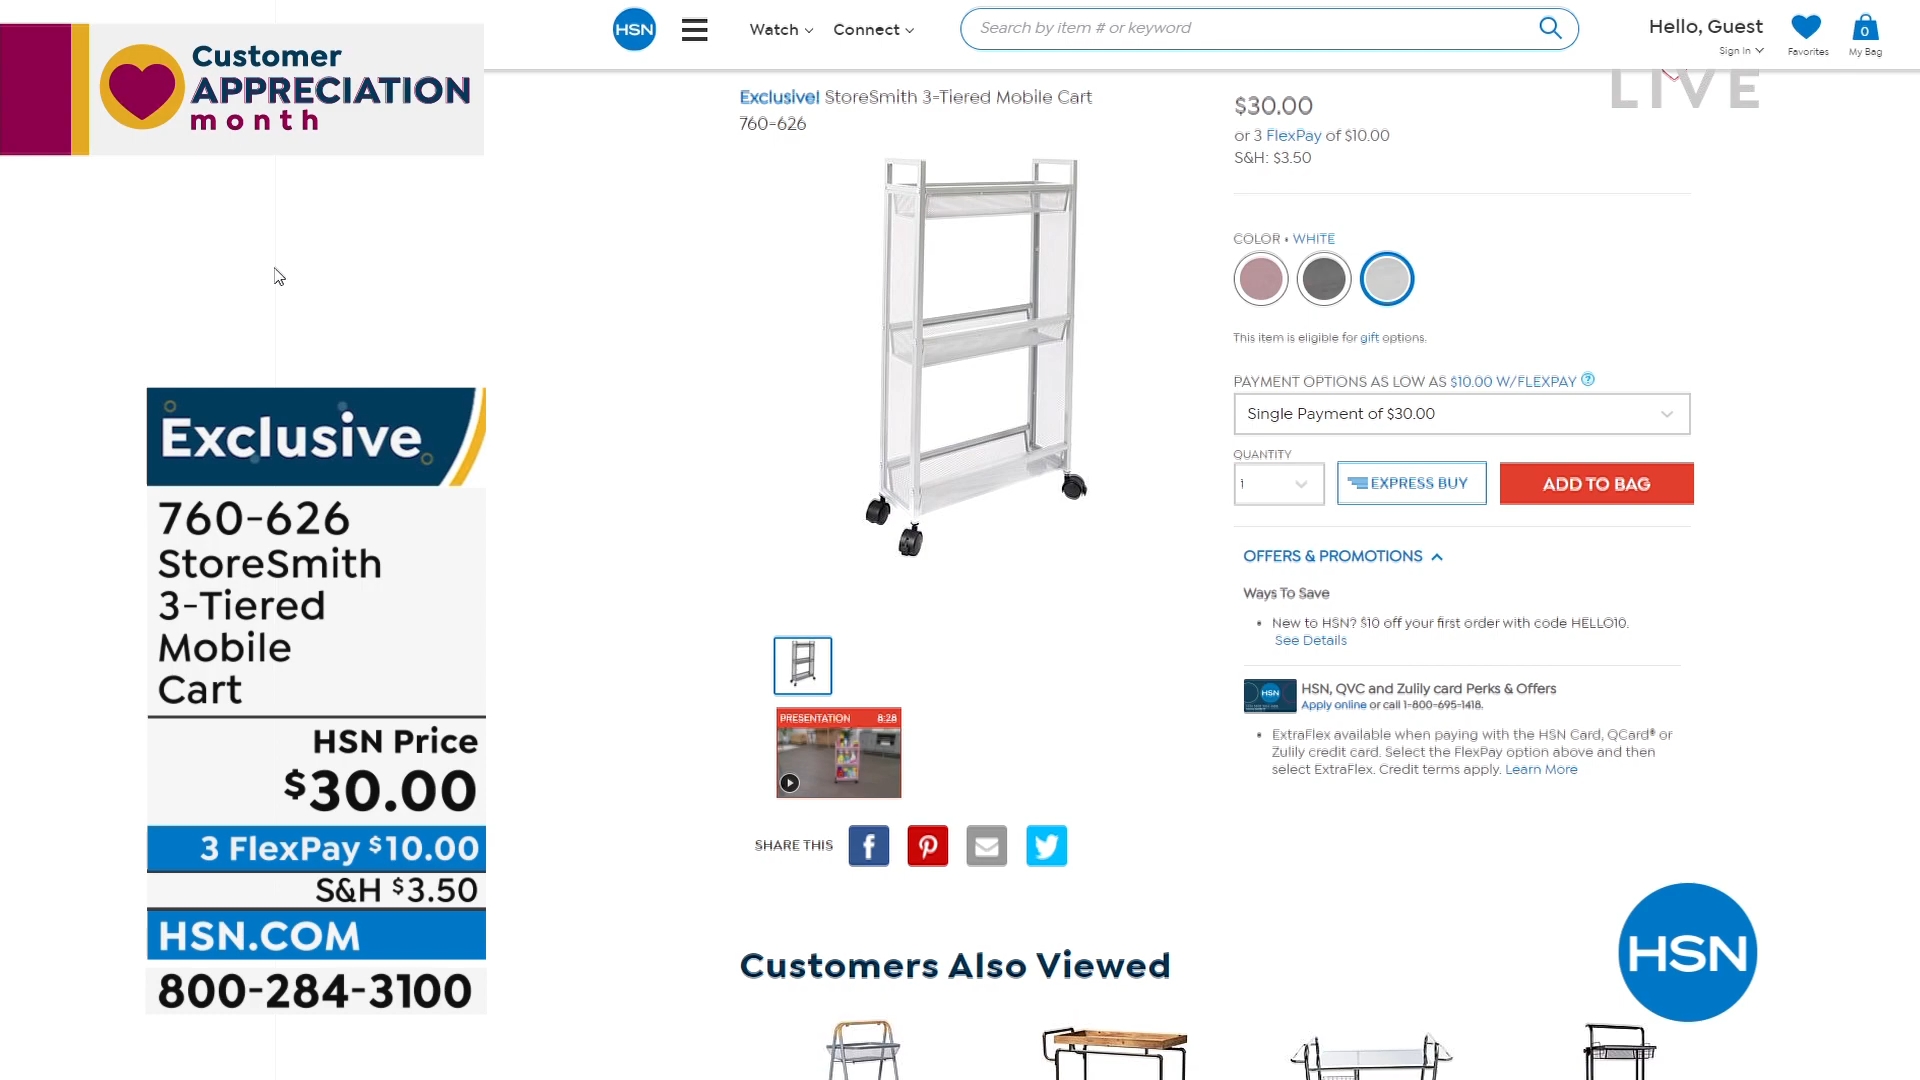 Customer
APPRECIATION
month
HSN
Watch
Connect
Search by item # or keyword
Hello, Guest
Sign In
Favorites
0
My Bag
LIVE
Exclusive! StoreSmith 3-Tiered Mobile Cart
760-626
$30.00
or 3 FlexPay of $10.00
S&H: $3.50
COLOR • WHITE
This item is eligible for gift options.
PAYMENT OPTIONS AS LOW AS $10.00 W/FLEXPAY ?
Single Payment of $30.00
QUANTITY
1
EXPRESS BUY
ADD TO BAG
OFFERS & PROMOTIONS
Ways To Save
• New to HSN? $10 off your first order with code HELLO10.
See Details
HSN
HSN, QVC and Zulily card Perks & Offers
Apply online or call 1-800-695-1418.
• ExtraFlex available when paying with the HSN Card, QCard® or
Zulily credit card. Select the FlexPay option above and then
select ExtraFlex. Credit terms apply. Learn More
PRESENTATION 8:28
SHARE THIS
Customers Also Viewed
Exclusive
760-626
StoreSmith
3-Tiered
Mobile
Cart
HSN Price
$30.00
3 FlexPay $10.00
S&H $3.50
HSN.COM
800-284-3100
HSN